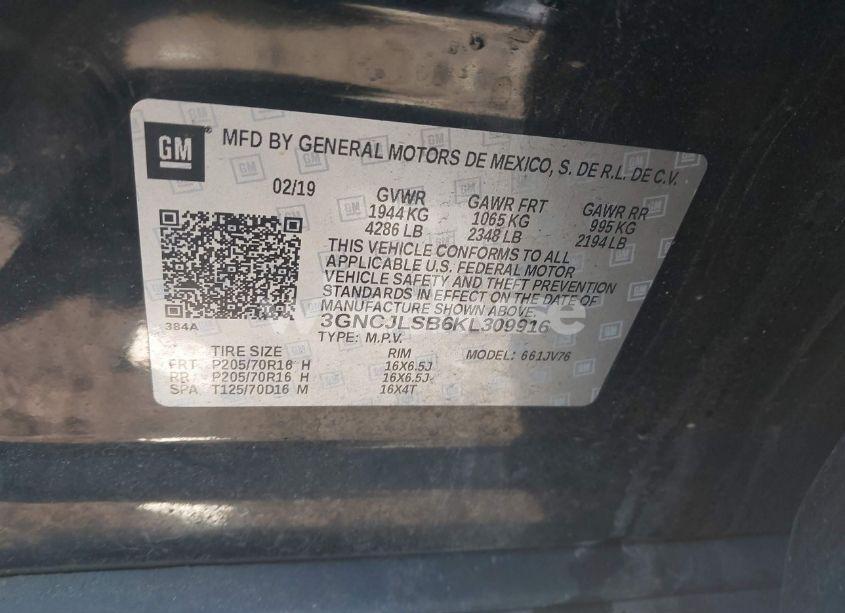 GM
MFD BY GENERAL MOTORS DE MEXICO, S. DE R.L. DE C.V.
02/19 GVWR GAWR FRT GAWR RR
1944 KG 1065 KG 995 KG
4286 LB 2348 LB 2194 LB
THIS VEHICLE CONFORMS TO ALL
APPLICABLE U.S. FEDERAL MOTOR
VEHICLE SAFETY AND THEFT PREVENTION
STANDARDS IN EFFECT ON THE DATE OF
MANUFACTURE SHOWN ABOVE.
384A
3GNCJLSB6KL309916
TYPE: M.P.V.
TIRE SIZE RIM MODEL: 661JV76
FRT P205/70R16 H 16X6.5J
RR P205/70R16 H 16X6.5J
SPA T125/70D16 M 16X4T